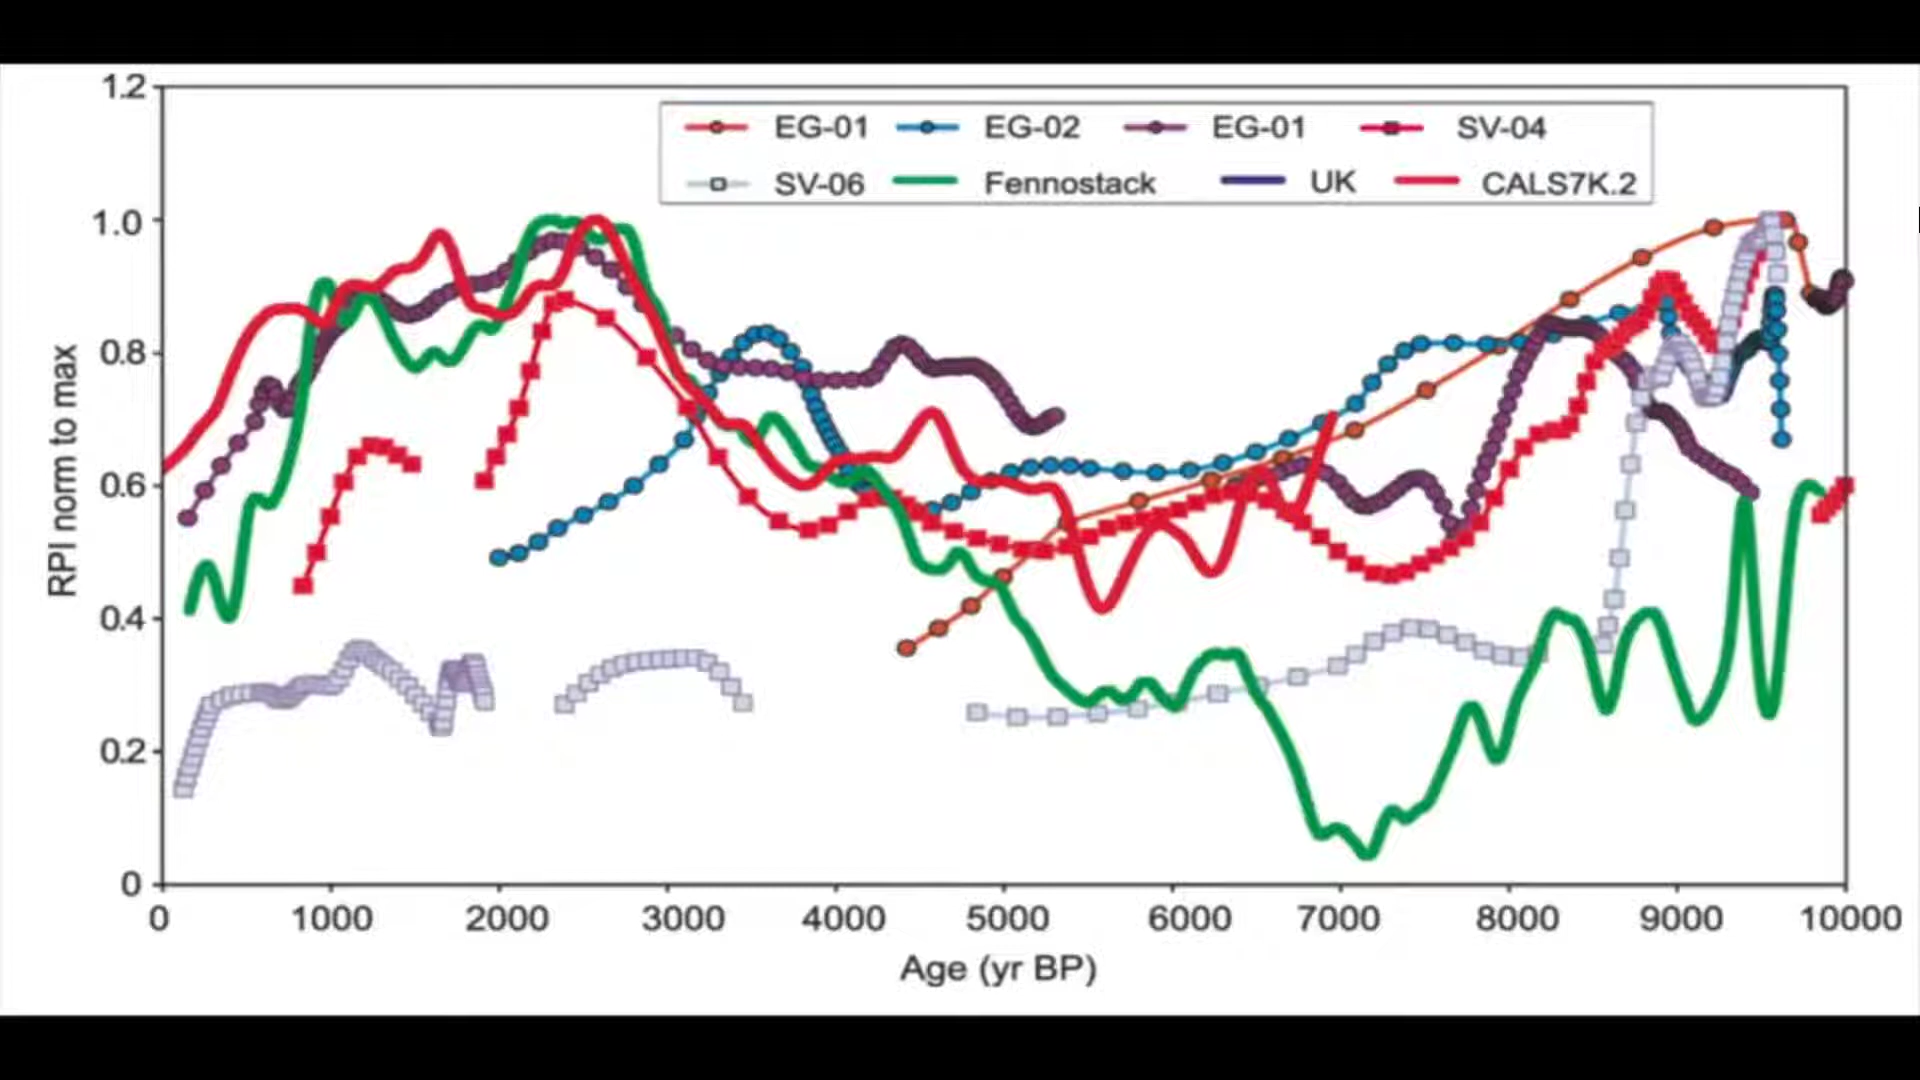 1.2
EG-01 EG-02 EG-01 SV-04
SV-06 Fennostack UK CALS7K.2
1.0
0.8
0.6
0.4
0.2
0
RPI norm to max
0 1000 2000 3000 4000 5000 6000 7000 8000 9000 10000
Age (yr BP)